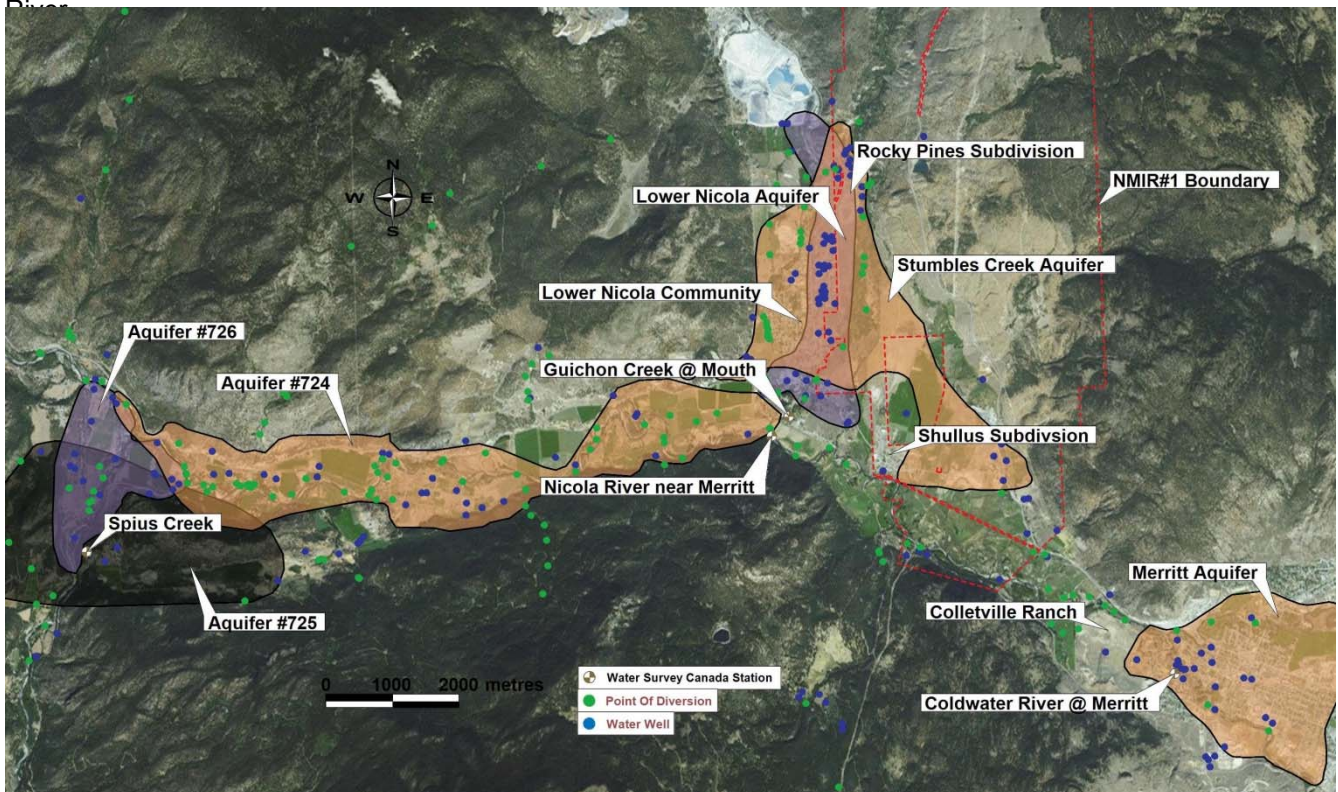 River
N
W E
S
Rocky Pines Subdivision
Lower Nicola Aquifer
NMIR#1 Boundary
Stumbles Creek Aquifer
Lower Nicola Community
Aquifer #726
Guichon Creek @ Mouth
Aquifer #724
Shullus Subdivsion
Nicola River near Merritt
Spius Creek
Merritt Aquifer
Colletville Ranch
Aquifer #725
Water Survey Canada Station
0 1000 2000 metres
Point Of Diversion
Coldwater River @ Merritt
Water Well